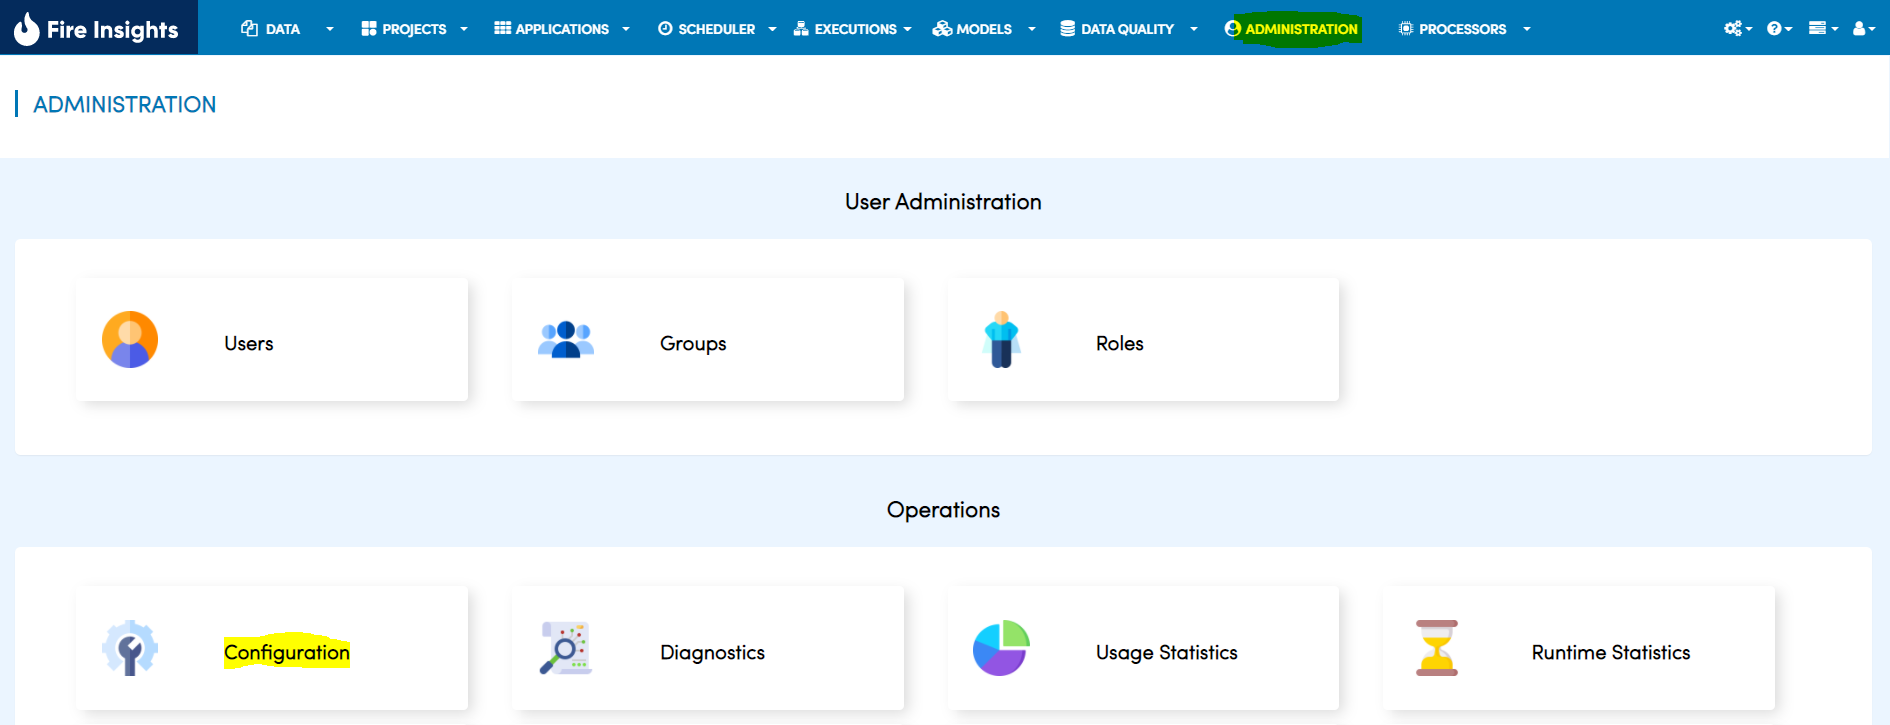 Fire Insights DATA PROJECTS APPLICATIONS SCHEDULER EXECUTIONS MODELS DATA QUALITY ADMINISTRATION PROCESSORS
ADMINISTRATION
User Administration
Users Groups Roles
Operations
Configuration Diagnostics Usage Statistics Runtime Statistics